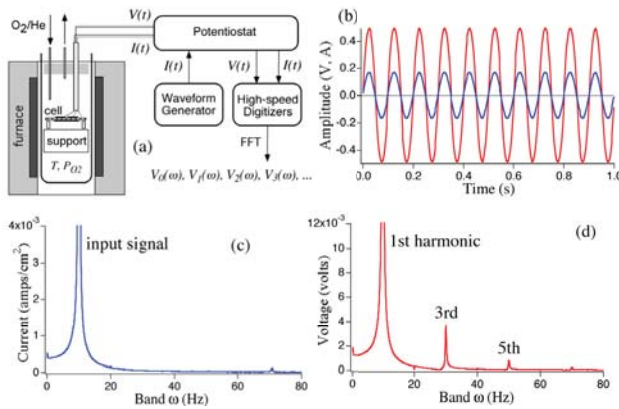 O2/He
V(t)
I(t)
Potentiostat
I(t)
V(t)
I(t)
Waveform
Generator
High-speed
Digitizers
FFT
V0(ω), V1(ω), V2(ω), V3(ω), ...
furnace
cell
support
T, PO2
(a)
(b)
Amplitude (V, A)
0.4
0.2
0.0
-0.2
-0.4
0.0 0.2 0.4 0.6 0.8 1.0
Time (s)
(c)
input signal
Current (amps/cm2)
4x10-3
3
2
1
0
0 20 40 60 80
Band ω (Hz)
(d)
1st harmonic
3rd
5th
Voltage (volts)
12x10-3
10
8
6
4
2
0
0 20 40 60 80
Band ω (Hz)